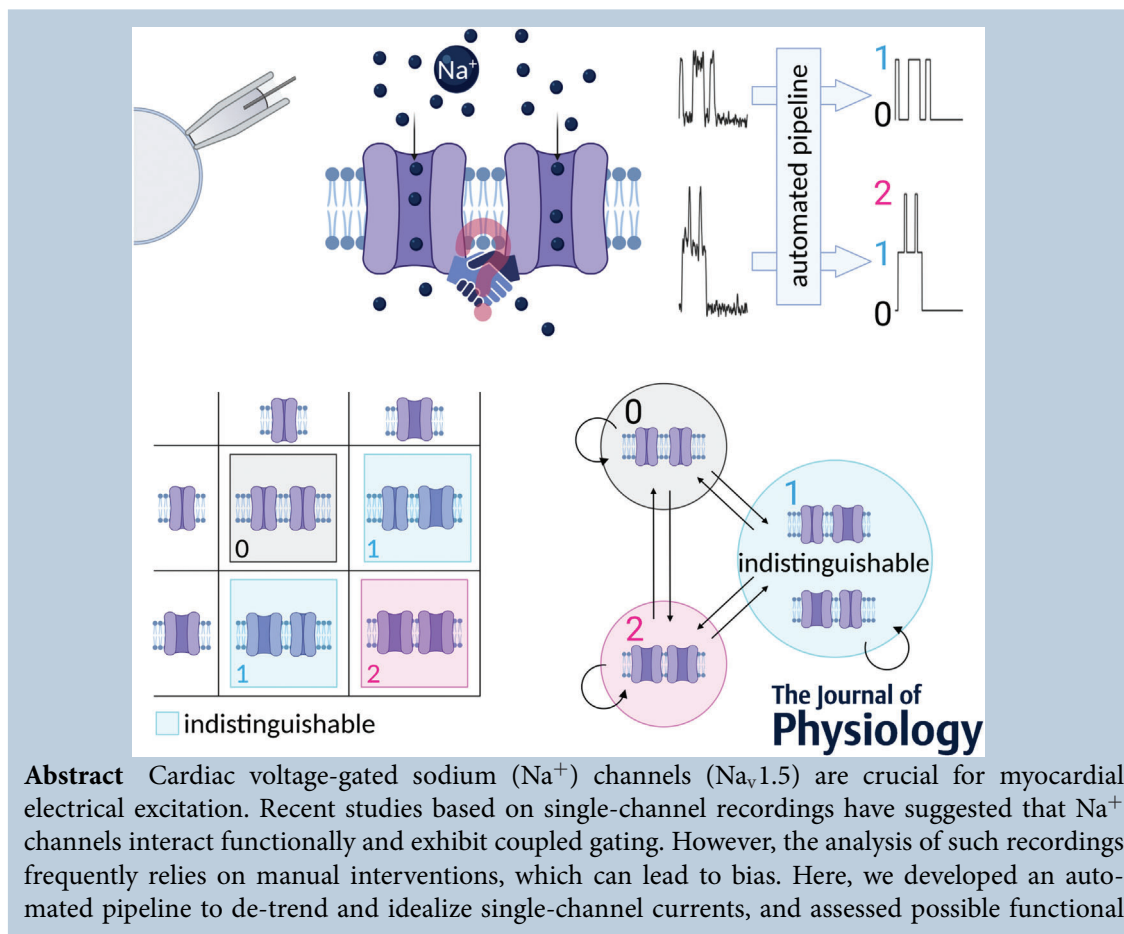 Na+
automated pipeline
1
0
2
1
0
0
1
1
2
indistinguishable
0
1
indistinguishable
2
The Journal of
Physiology
Abstract Cardiac voltage-gated sodium (Na+) channels (Nav1.5) are crucial for myocardial
electrical excitation. Recent studies based on single-channel recordings have suggested that Na+
channels interact functionally and exhibit coupled gating. However, the analysis of such recordings
frequently relies on manual interventions, which can lead to bias. Here, we developed an auto-
mated pipeline to de-trend and idealize single-channel currents, and assessed possible functional